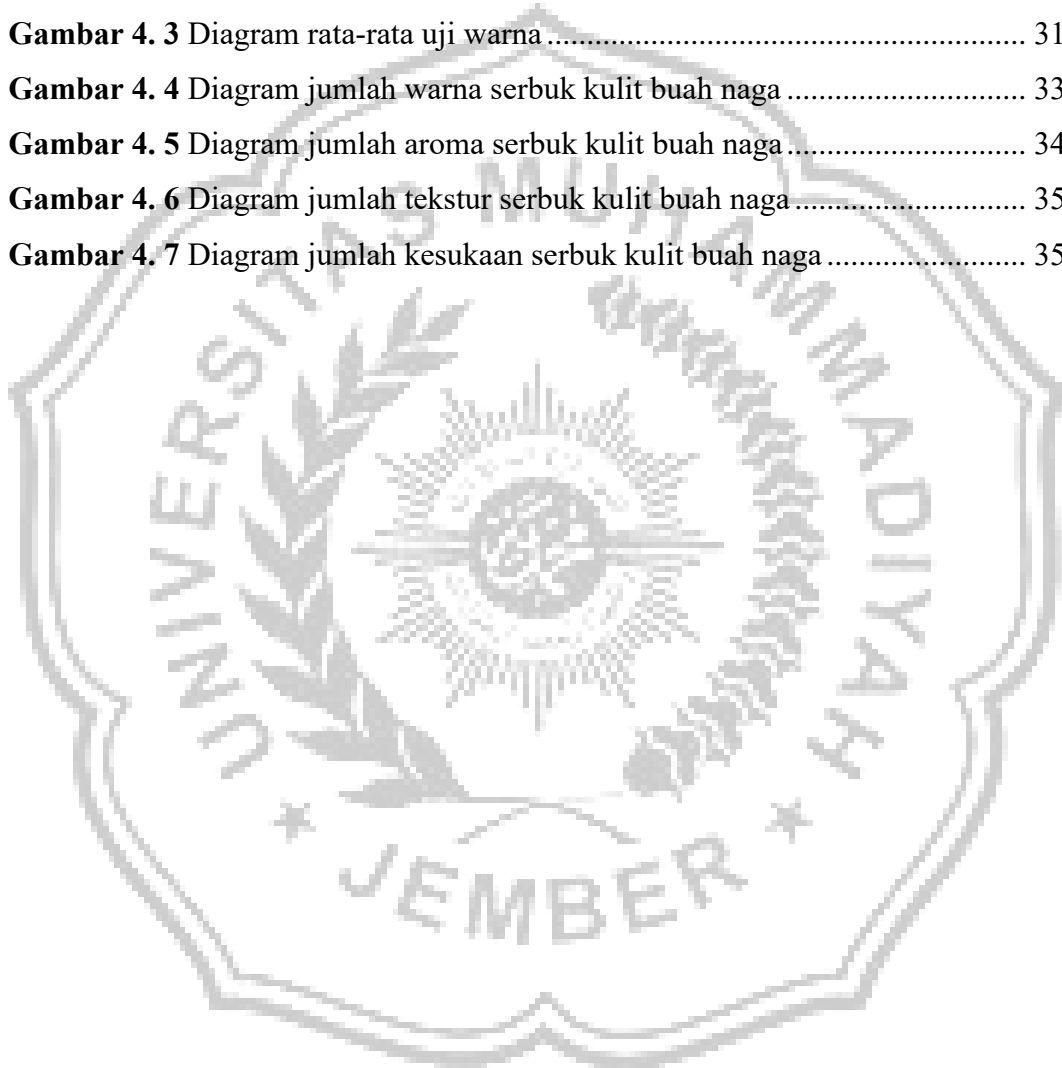 Gambar 4. 3 Diagram rata-rata uji warna ............................................................. 31
Gambar 4. 4 Diagram jumlah warna serbuk kulit buah naga .............................. 33
Gambar 4. 5 Diagram jumlah aroma serbuk kulit buah naga ............................. 34
Gambar 4. 6 Diagram jumlah tekstur serbuk kulit buah naga ............................. 35
Gambar 4. 7 Diagram jumlah kesukaan serbuk kulit buah naga ......................... 35
UNIVERSITAS MUHAMMADIYAH
JEMBER